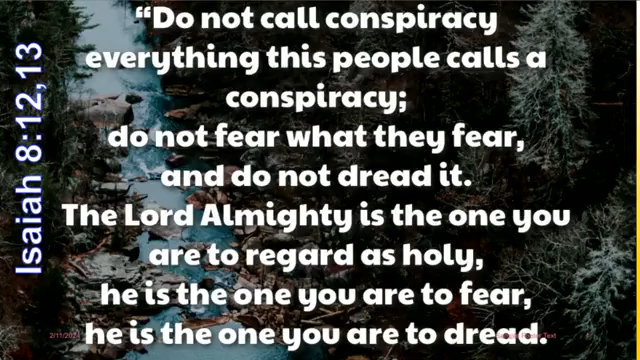 Isaiah 8:12,13
“Do not call conspiracy
everything this people calls a
conspiracy;
do not fear what they fear,
and do not dread it.
The Lord Almighty is the one you
are to regard as holy,
he is the one you are to fear,
he is the one you are to dread.
Text